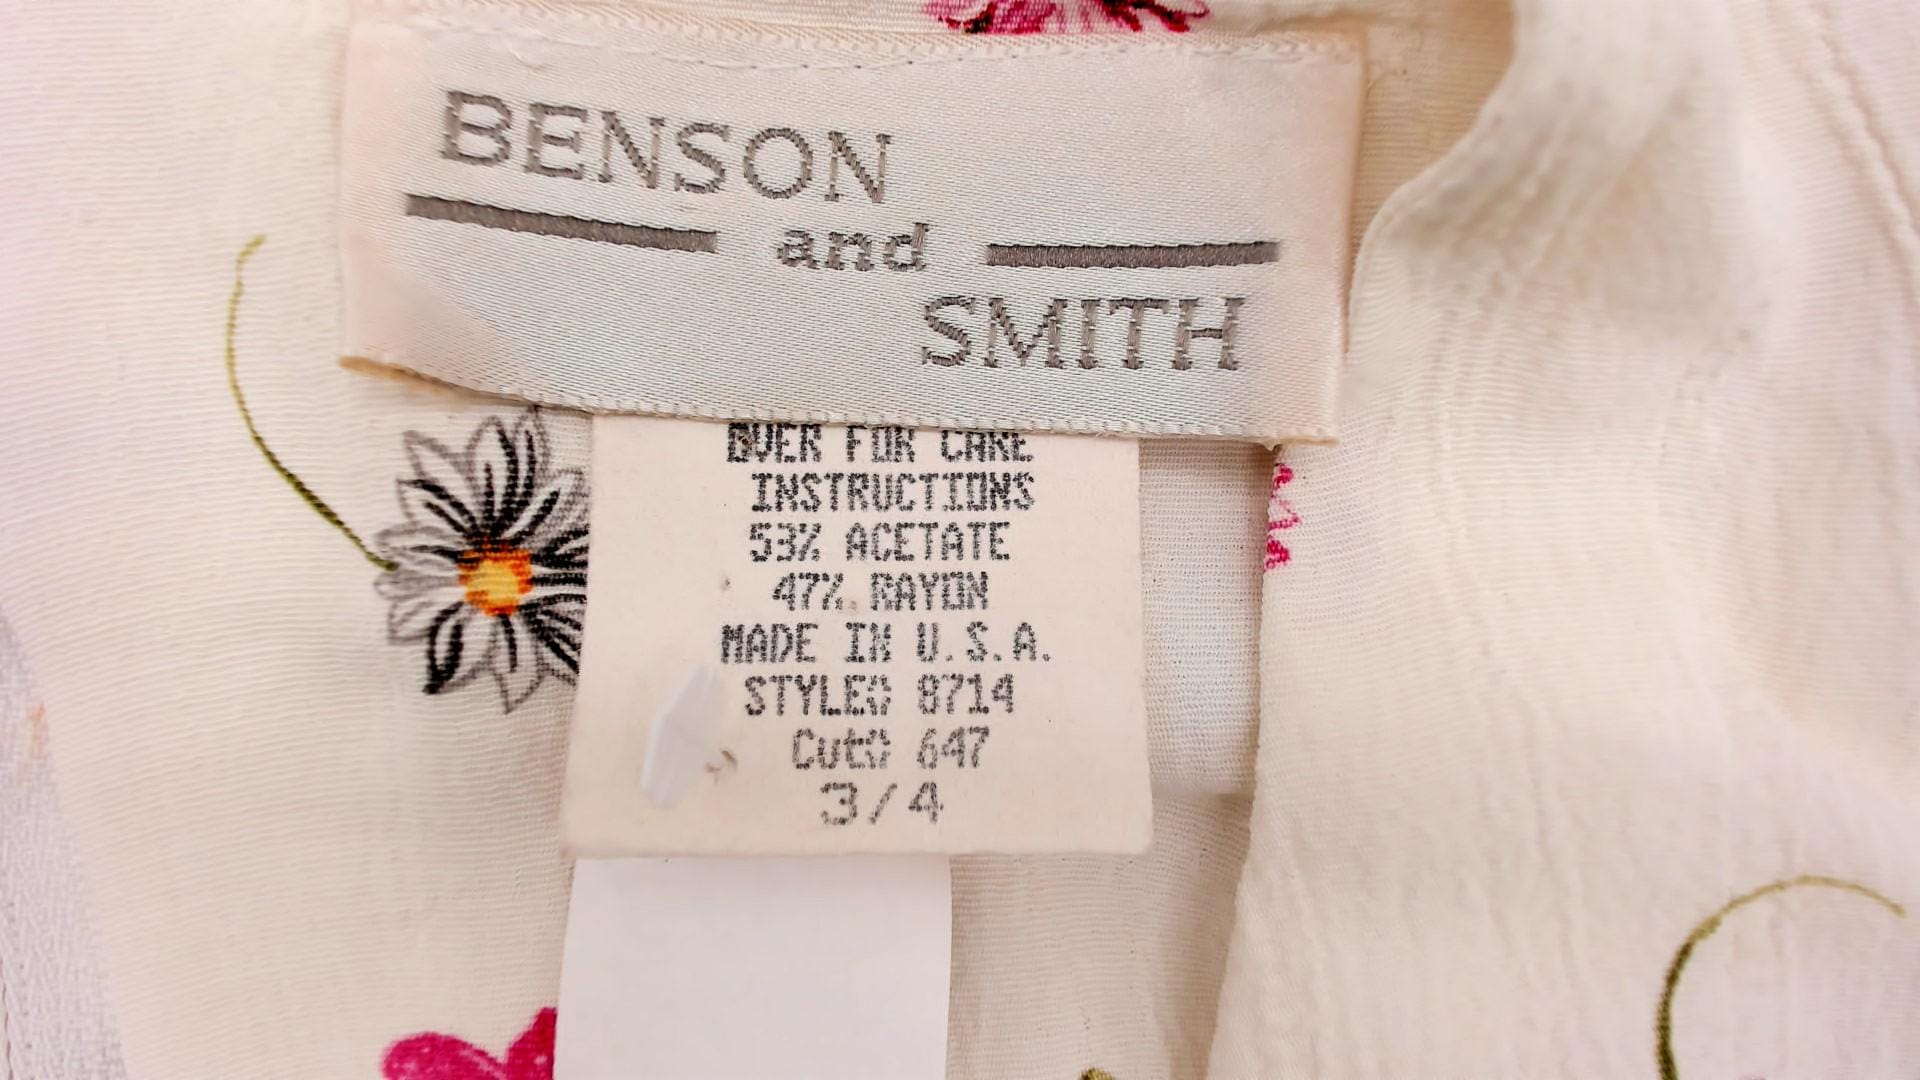 BENSON
and
SMITH
OVER FOR CARE
INSTRUCTIONS
53% ACETATE
47% RAYON
MADE IN U.S.A.
STYLE# 8714
Cut# 647
3/4